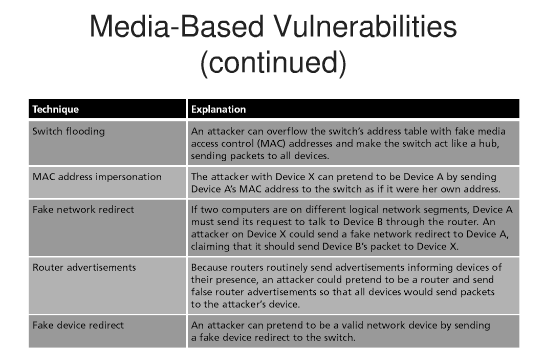 Media-Based Vulnerabilities
(continued)
Technique Explanation
Switch flooding An attacker can overflow the switch's address table with fake media
access control (MAC) addresses and make the switch act like a hub,
sending packets to all devices.
MAC address impersonation The attacker with Device X can pretend to be Device A by sending
Device A's MAC address to the switch as if it were her own address.
Fake network redirect If two computers are on different logical network segments, Device A
must send its request to talk to Device B through the router. An
attacker on Device X could send a fake network redirect to Device A,
claiming that it should send Device B's packet to Device X.
Router advertisements Because routers routinely send advertisements informing devices of
their presence, an attacker could pretend to be a router and send
false router advertisements so that all devices would send packets
to the attacker's device.
Fake device redirect An attacker can pretend to be a valid network device by sending
a fake device redirect to the switch.